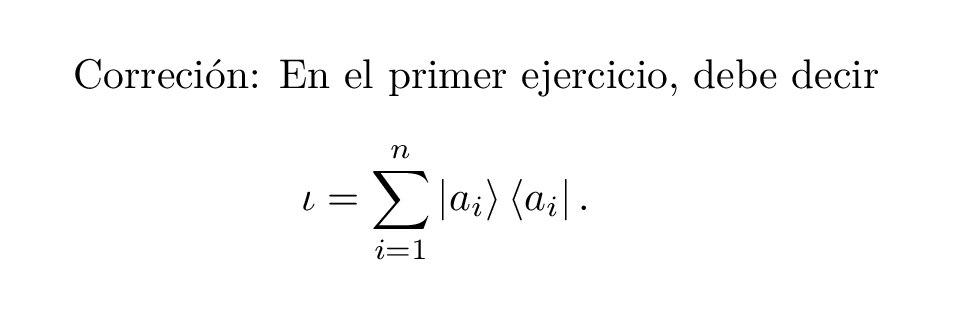 Correción: En el primer ejercicio, debe decir
ι = ∑_{i=1}^{n} |a_i⟩ ⟨a_i| .